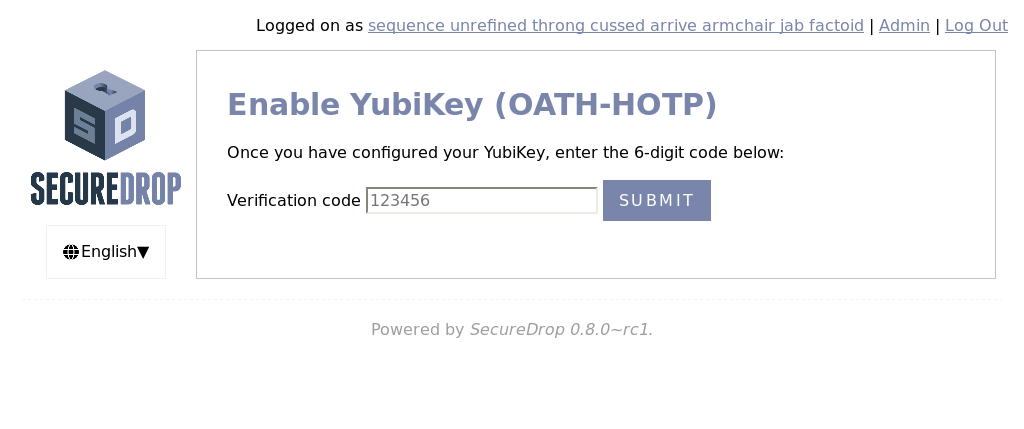 Logged on as sequence unrefined throng cussed arrive armchair jab factoid | Admin | Log Out
SD
SECUREDROP
English▼
Enable YubiKey (OATH-HOTP)
Once you have configured your YubiKey, enter the 6-digit code below:
Verification code 123456 SUBMIT
Powered by SecureDrop 0.8.0~rc1.